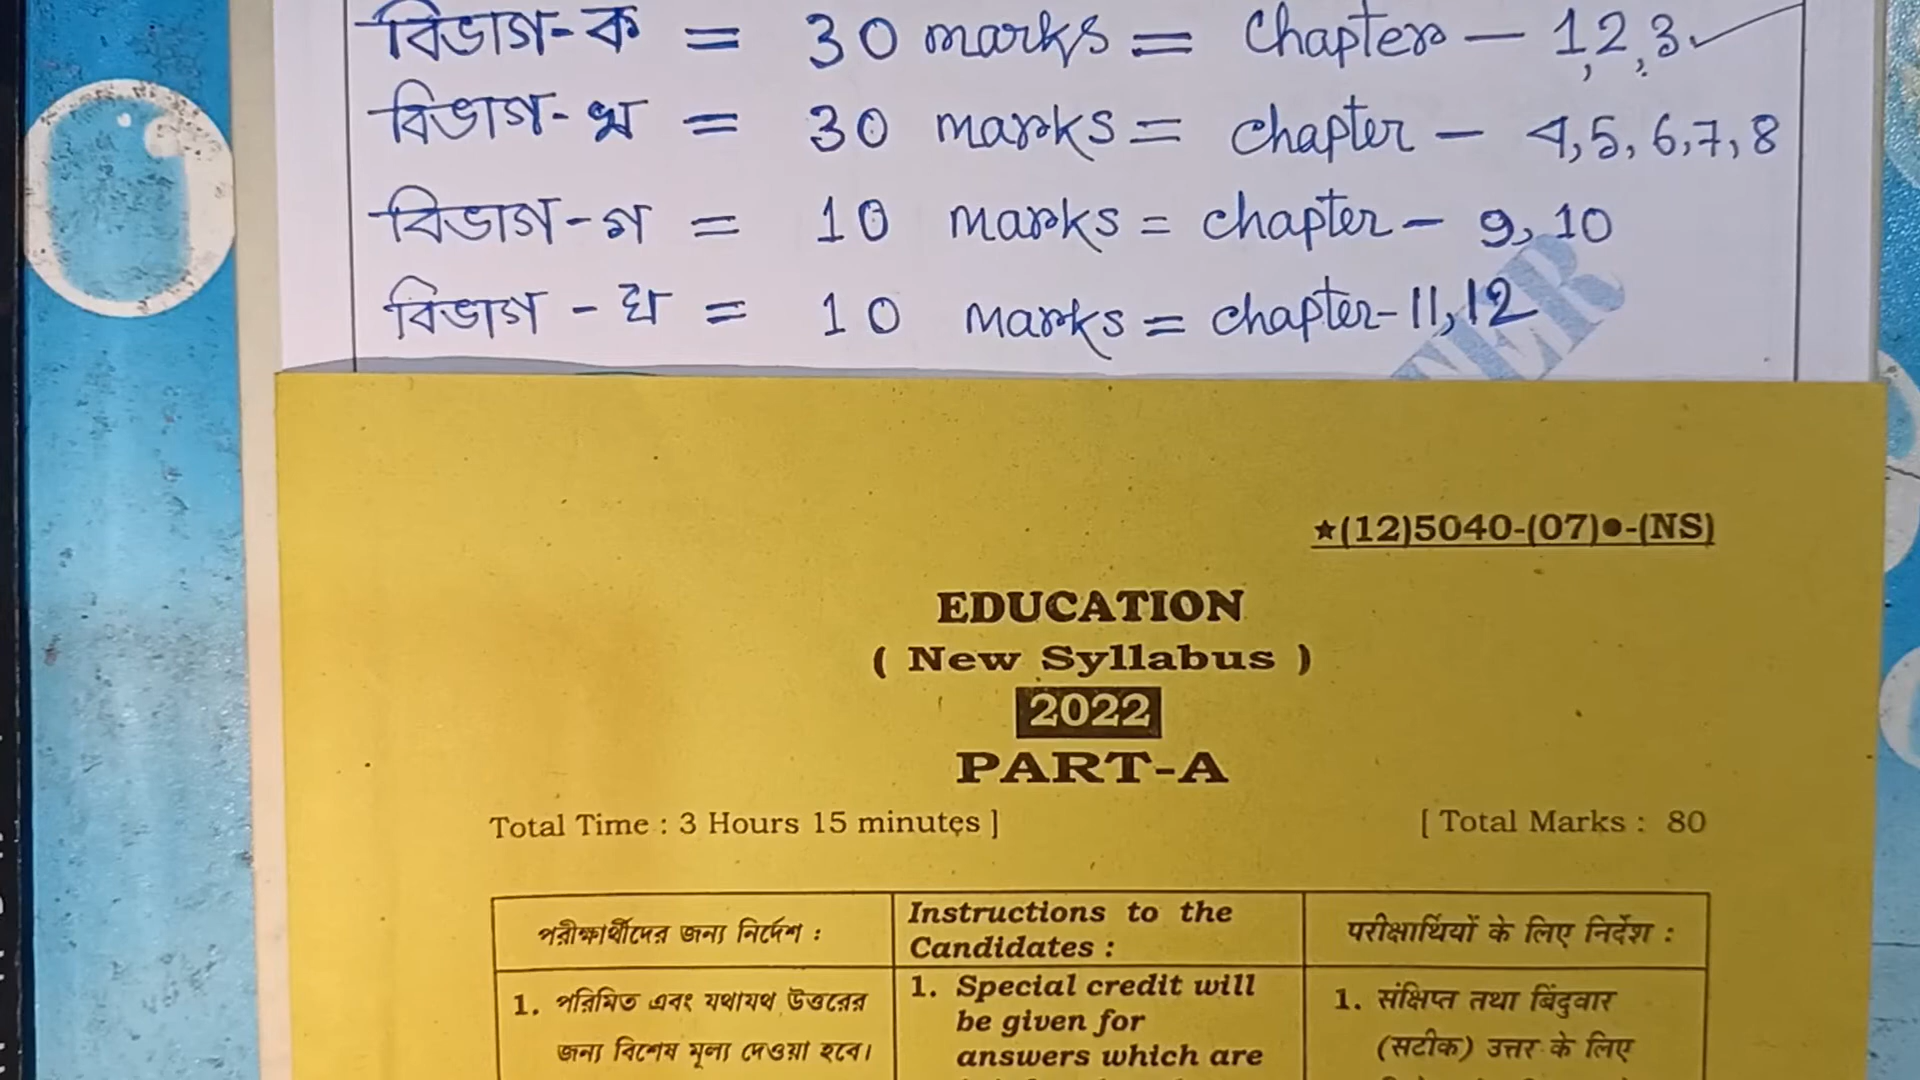 বিভাগ-ক = 30 marks = Chapter - 1,2,3
বিভাগ-খ = 30 marks = Chapter - 4,5,6,7,8
বিভাগ-গ = 10 marks = chapter - 9,10
বিভাগ - ঘ = 10 marks = chapter-11,12
★(12)5040-(07)●-(NS)
EDUCATION
( New Syllabus )
2022
PART-A
Total Time : 3 Hours 15 minutes ]
[ Total Marks : 80
পরীক্ষার্থীদের জন্য নির্দেশ :
Instructions to the
Candidates :
परीक्षार्थियों के लिए निर्देश :
1. পরিমিত এবং যথাযথ উত্তরের
জন্য বিশেষ মূল্য দেওয়া হবে।
1. Special credit will
be given for
answers which are
1. संक्षिप्त तथा बिंदुवार
(सटीक) उत्तर के लिए